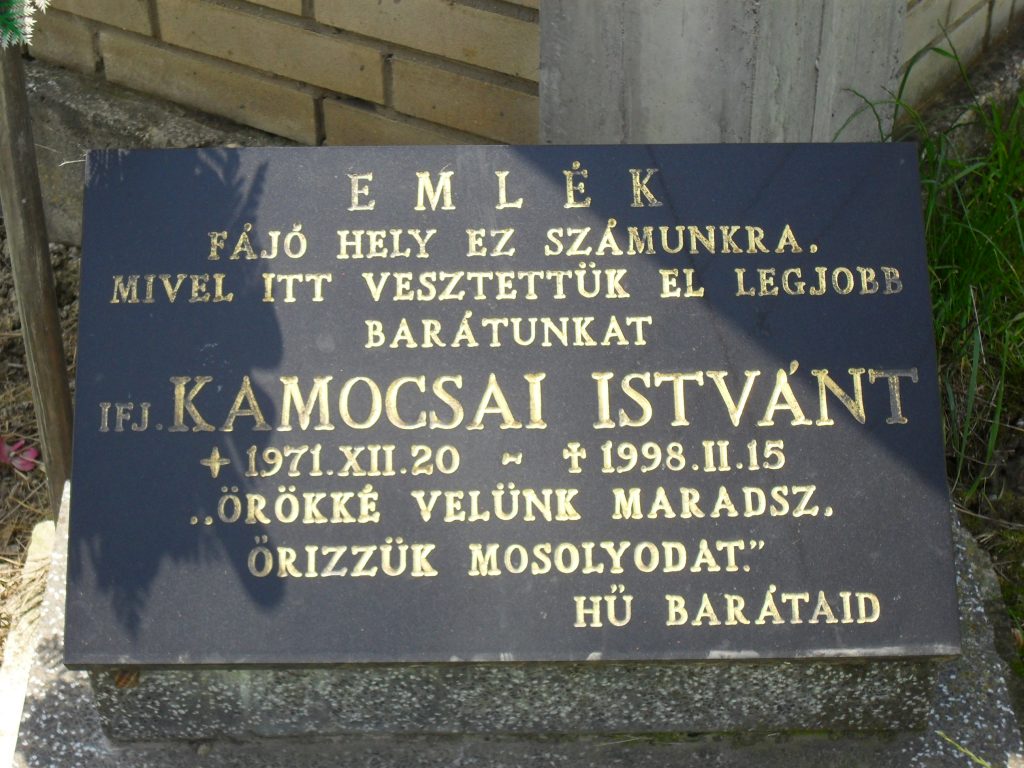 EMLÉK
FÁJÓ HELY EZ SZÁMUNKRA.
MIVEL ITT VESZTETTÜK EL LEGJOBB
BARÁTUNKAT
IFJ. KAMOCSAI ISTVÁNT
+ 1971.XII.20 ~ † 1998.II.15
„ÖRÖKKÉ VELÜNK MARADSZ,
ŐRIZZÜK MOSOLYODAT.”
HŰ BARÁTAID